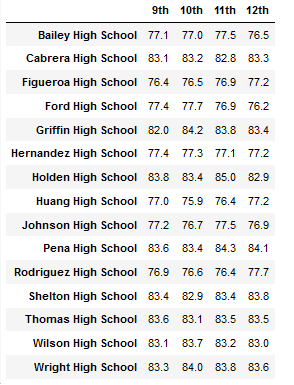 9th 10th 11th 12th
Bailey High School 77.1 77.0 77.5 76.5
Cabrera High School 83.1 83.2 82.8 83.3
Figueroa High School 76.4 76.5 76.9 77.2
Ford High School 77.4 77.7 76.9 76.2
Griffin High School 82.0 84.2 83.8 83.4
Hernandez High School 77.4 77.3 77.1 77.2
Holden High School 83.8 83.4 85.0 82.9
Huang High School 77.0 75.9 76.4 77.2
Johnson High School 77.2 76.7 77.5 76.9
Pena High School 83.6 83.4 84.3 84.1
Rodriguez High School 76.9 76.6 76.4 77.7
Shelton High School 83.4 82.9 83.4 83.8
Thomas High School 83.6 83.1 83.5 83.5
Wilson High School 83.1 83.7 83.2 83.0
Wright High School 83.3 84.0 83.8 83.6